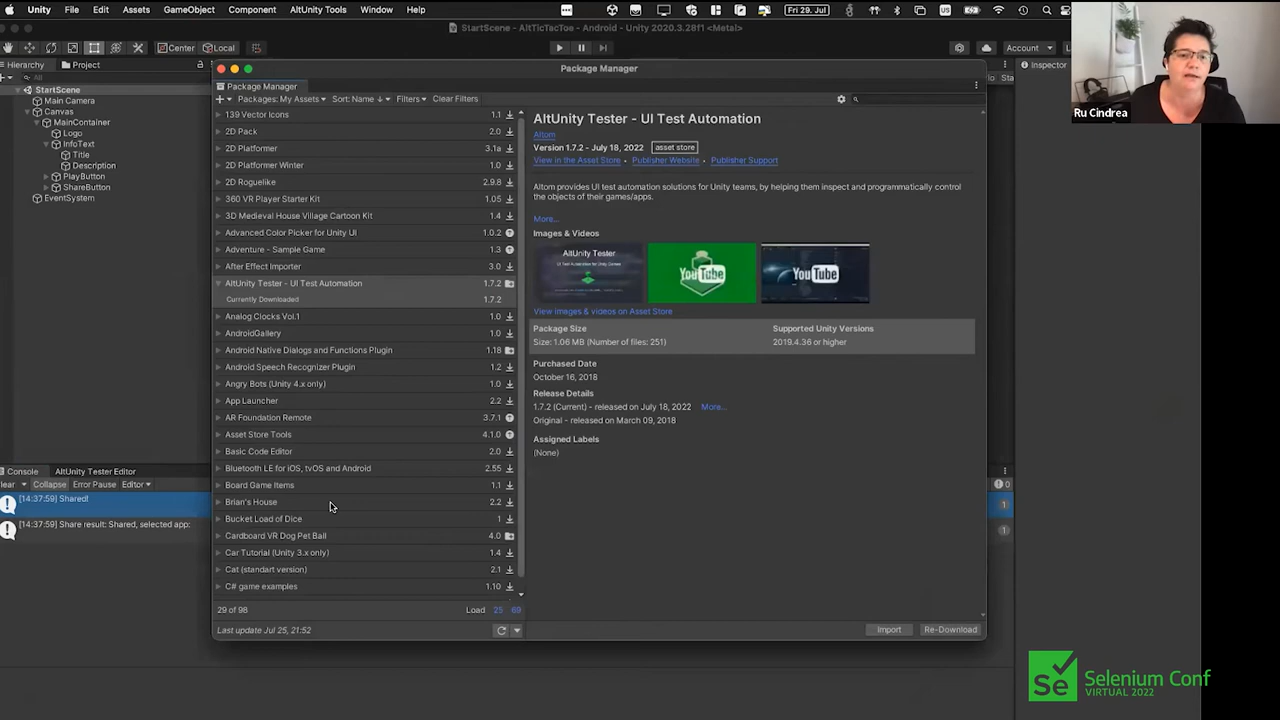 Unity File Edit Assets GameObject Component AltUnity Tools Window Help US Fri 29. Jul
StartScene - AltTicTacToe - Android - Unity 2020.3.28f1 <Metal>
Center Local Account
Hierarchy Project
All
StartScene
Main Camera
Canvas
MainContainer
Logo
InfoText
Title
Description
PlayButton
ShareButton
EventSystem
Package Manager
Package Manager
Packages: My Assets Sort: Name ↓ Filters Clear Filters
139 Vector Icons 1.1
2D Pack 2.0
2D Platformer 3.1a
2D Platformer Winter 1.0
2D Roguelike 2.9.8
360 VR Player Starter Kit 1.05
3D Medieval House Village Cartoon Kit 1.4
Advanced Color Picker for Unity UI 1.0.2
Adventure - Sample Game 1.3
After Effect Importer 3.0
AltUnity Tester - UI Test Automation 1.7.2
Currently Downloaded 1.7.2
Analog Clocks Vol.1 1.0
AndroidGallery 1.0
Android Native Dialogs and Functions Plugin 1.18
Android Speech Recognizer Plugin 1.2
Angry Bots (Unity 4.x only) 1.0
App Launcher 2.2
AR Foundation Remote 3.7.1
Asset Store Tools 4.1.0
Basic Code Editor 2.0
Bluetooth LE for iOS, tvOS and Android 2.55
Board Game Items 1.1
Brian's House 2.2
Bucket Load of Dice 1
Cardboard VR Dog Pet Ball 4.0
Car Tutorial (Unity 3.x only) 1.4
Cat (standart version) 2.1
C# game examples 1.10
29 of 98 Load 25 69
Last update Jul 25, 21:52
AltUnity Tester - UI Test Automation
Altom
Version 1.7.2 - July 18, 2022 asset store
View in the Asset Store • Publisher Website • Publisher Support
Altom provides UI test automation solutions for Unity teams, by helping them inspect and programmatically control
the objects of their games/apps.
More...
Images & Videos
AltUnity Tester
YouTube
YouTube
View images & videos on Asset Store
Package Size Supported Unity Versions
Size: 1.06 MB (Number of files: 251) 2019.4.36 or higher
Purchased Date
October 16, 2018
Release Details
1.7.2 (Current) - released on July 18, 2022 More...
Original - released on March 09, 2018
Assigned Labels
(None)
Import Re-Download
Inspector
Console AltUnity Tester Editor
lear Collapse Error Pause Editor 0
[14:37:59] Shared! 1
[14:37:59] Share result: Shared, selected app: 1
Ru Cindrea
Se Selenium Conf
VIRTUAL 2022